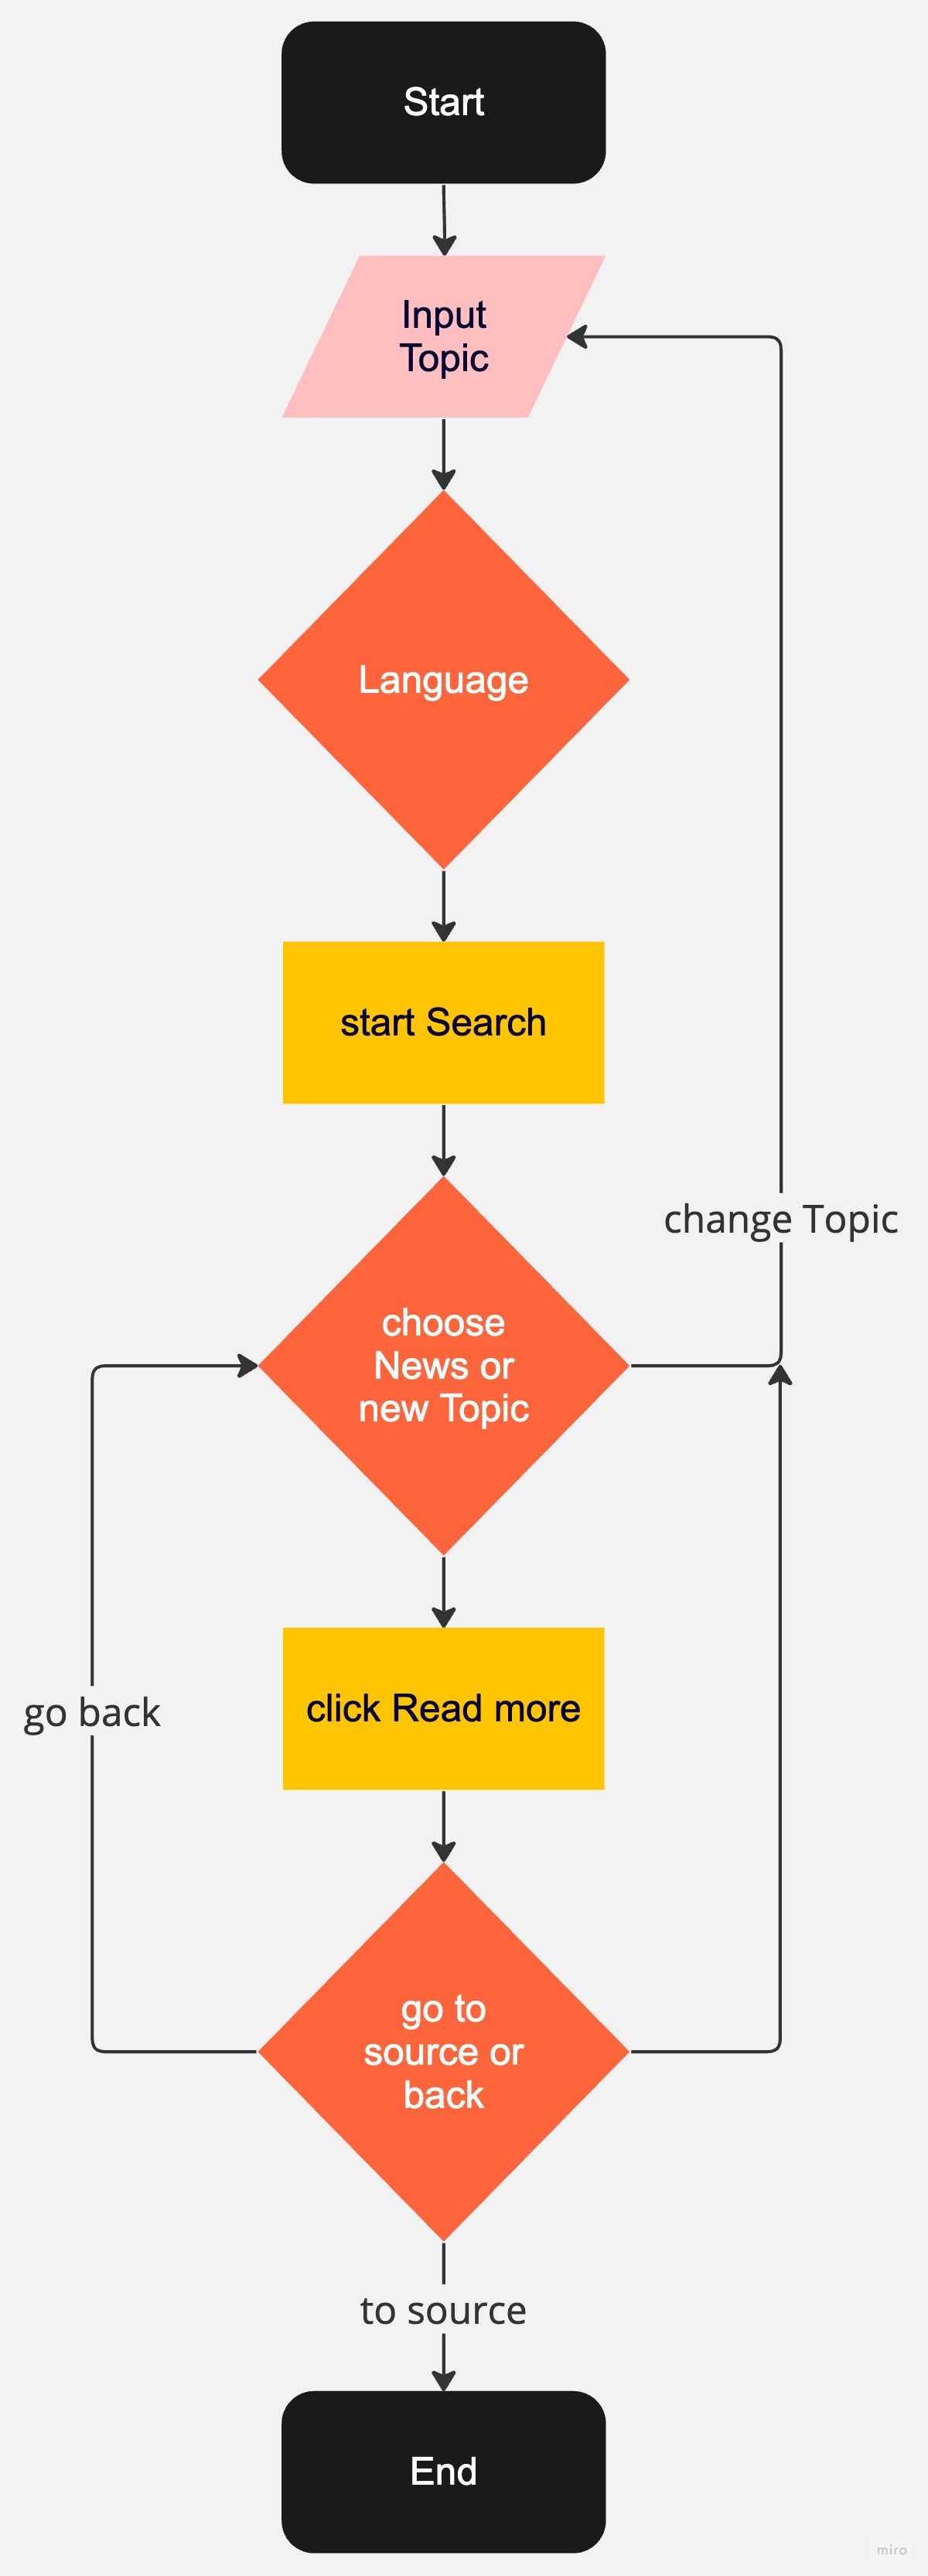 Start
Input
Topic
Language
start Search
change Topic
choose
News or
new Topic
click Read more
go back
go to
source or
back
to source
End
miro